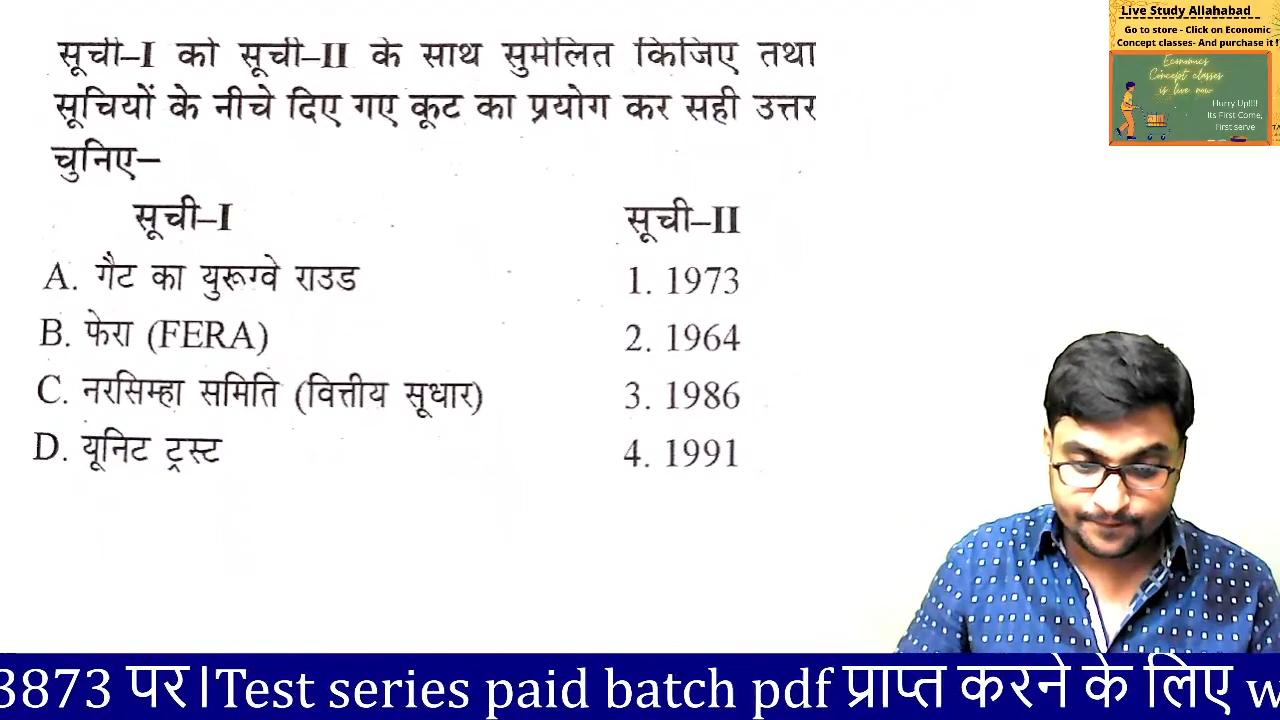 Live Study Allahabad
Go to store - Click on Economic
Concept classes- And purchase it !
Economics
Concept classes
is live now
Hurry Up!!!!
Its First Come,
First serve
सूची–I को सूची–II के साथ सुमेलित किजिए तथा
सूचियों के नीचे दिए गए कूट का प्रयोग कर सही उत्तर
चुनिए–
सूची–I सूची–II
A. गैट का युरूग्वे राउड 1. 1973
B. फेरा (FERA) 2. 1964
C. नरसिम्हा समिति (वित्तीय सूधार) 3. 1986
D. यूनिट ट्रस्ट 4. 1991
3873 पर।Test series paid batch pdf प्राप्त करने के लिए w